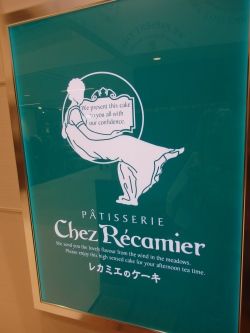 We present this cake
to you all with
our confidence.
PÂTISSERIE
Chez Récamier
She send you the lovely flavour from the wind in the meadows.
Please enjoy this high sensed cake for your afternoon tea time.
レカミエのケーキ